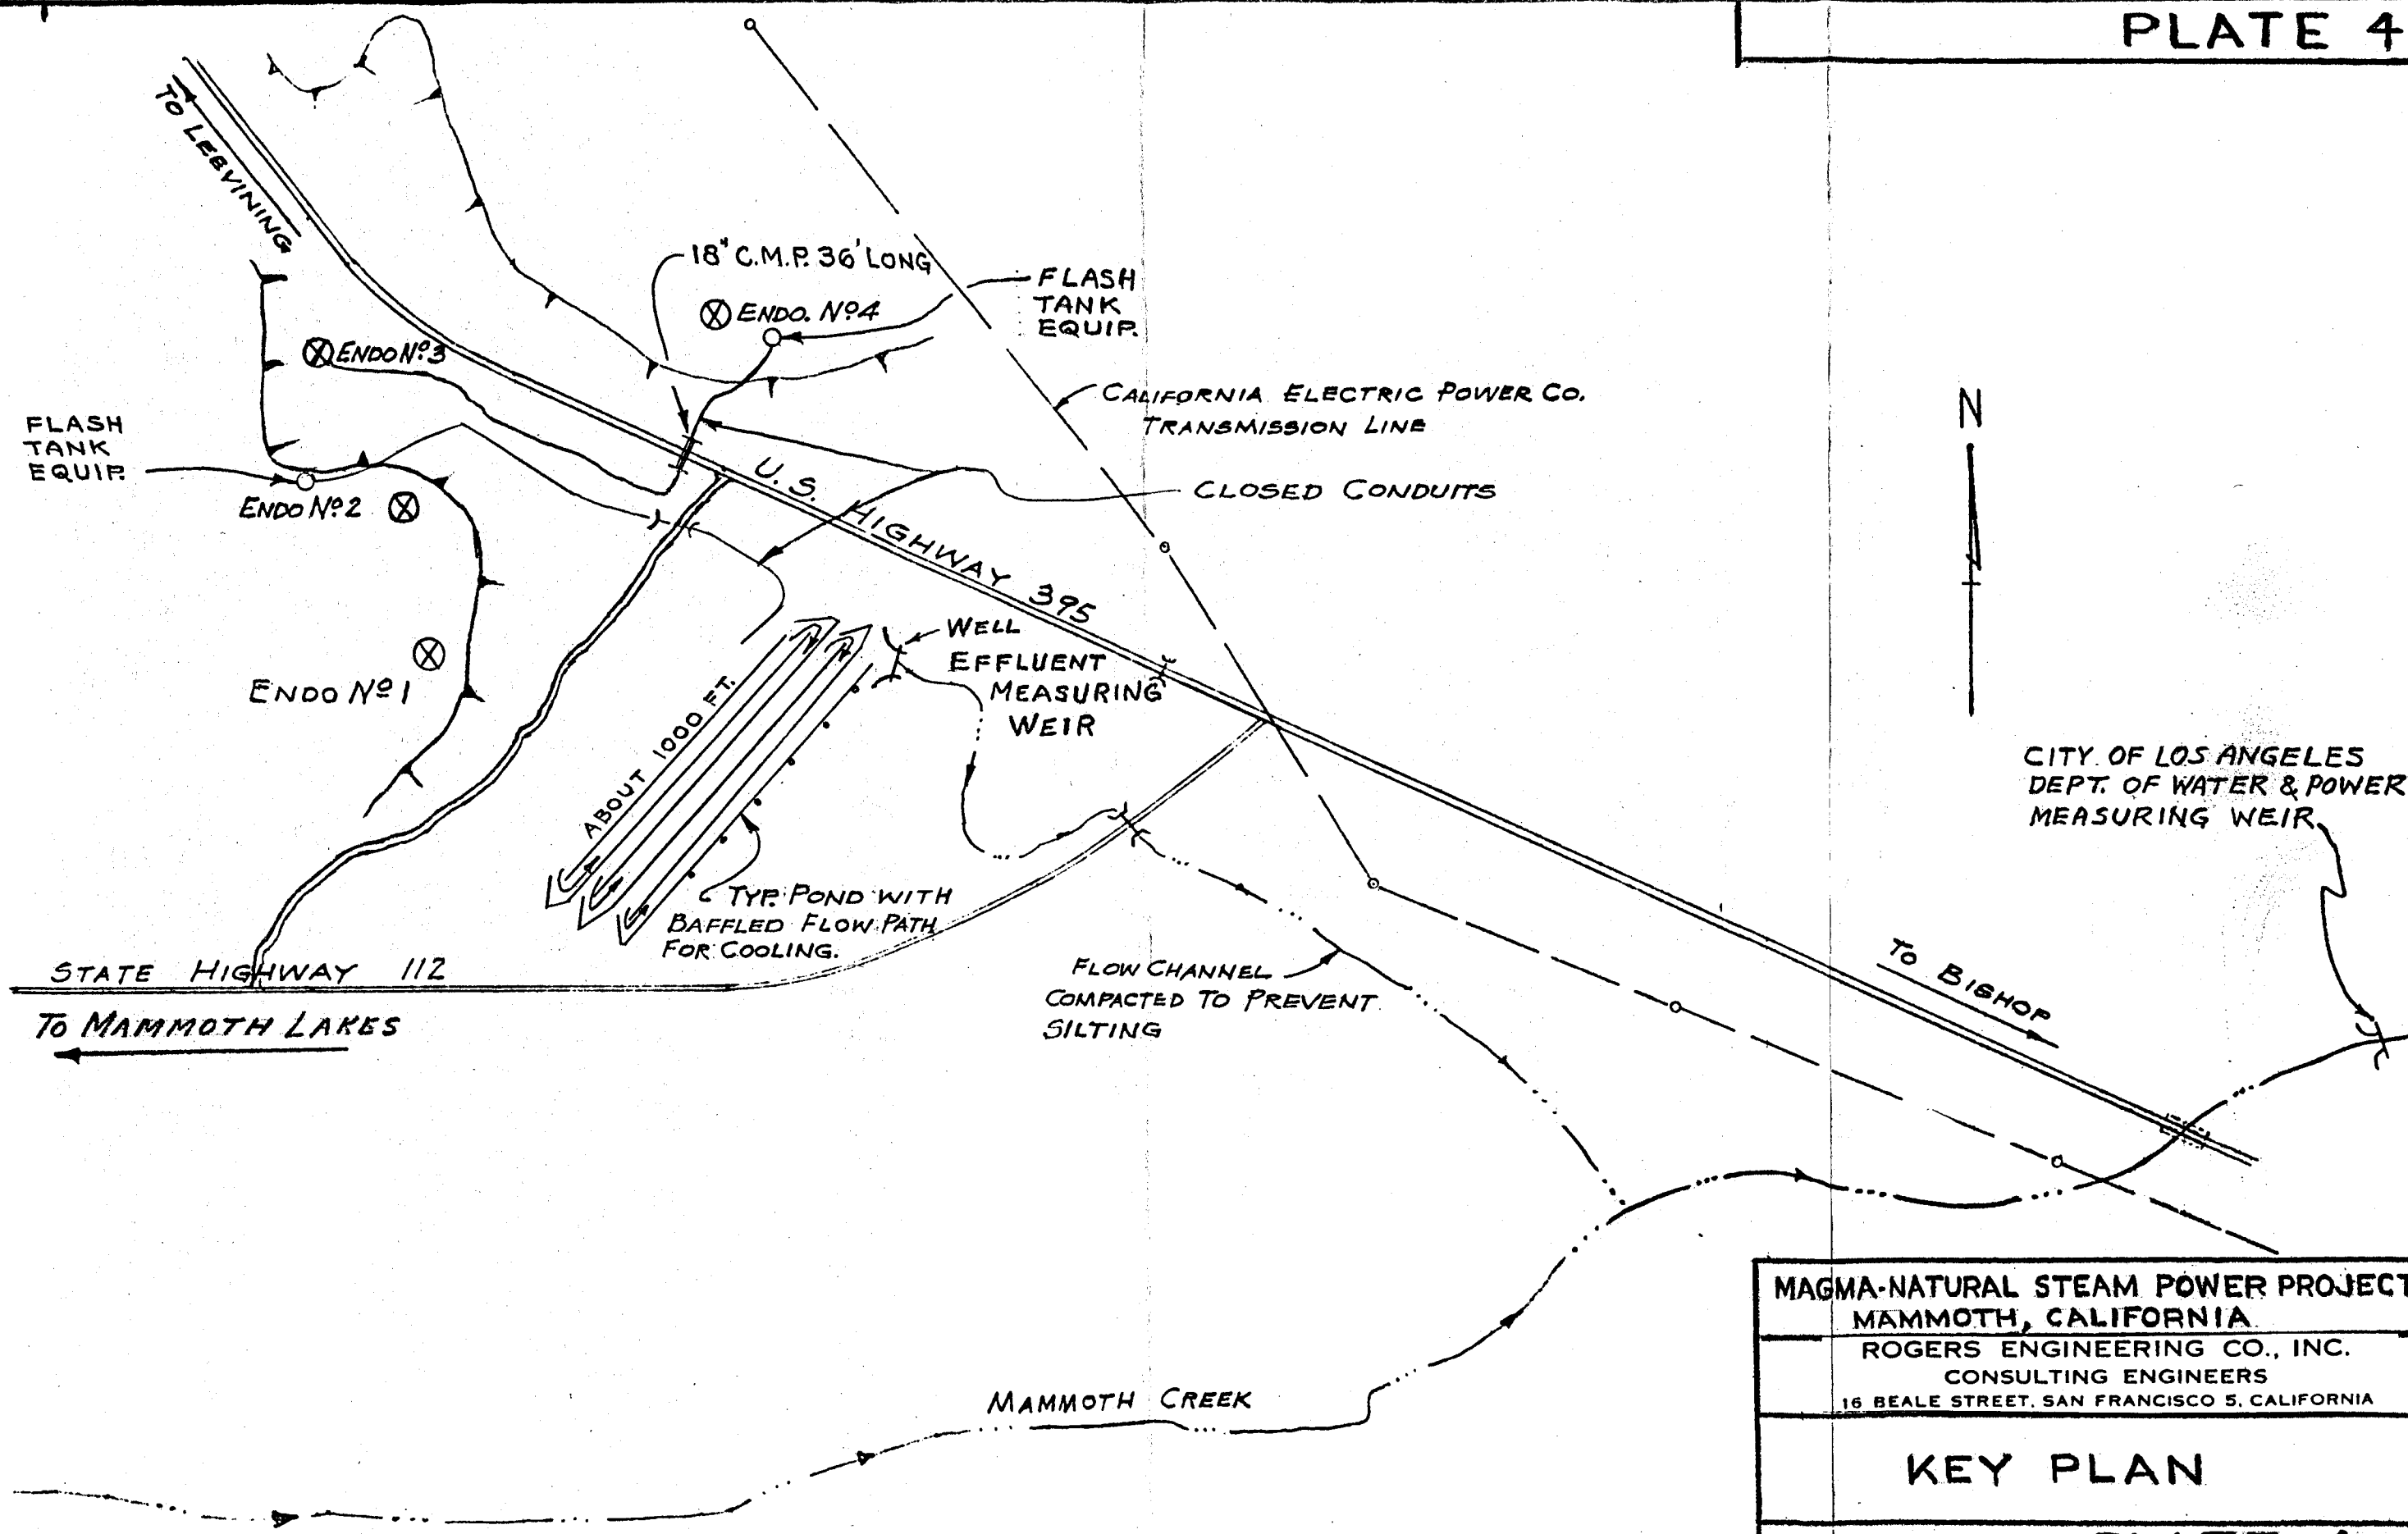 PLATE 4
TO LEEVINING
18" C.M.P. 36' LONG
ENDO. Nº4
FLASH
TANK
EQUIP.
ENDO Nº3
CALIFORNIA ELECTRIC POWER CO.
TRANSMISSION LINE
N
FLASH
TANK
EQUIP.
ENDO Nº2
U.S. HIGHWAY 395
CLOSED CONDUITS
WELL
EFFLUENT
MEASURING
WEIR
ENDO Nº1
ABOUT 1000 FT.
CITY OF LOS ANGELES
DEPT. OF WATER & POWER
MEASURING WEIR
TYP. POND WITH
BAFFLED FLOW PATH
FOR COOLING.
STATE HIGHWAY 112
TO MAMMOTH LAKES
FLOW CHANNEL
COMPACTED TO PREVENT
SILTING
TO BISHOP
MAMMOTH CREEK
MAGMA-NATURAL STEAM POWER PROJECT
MAMMOTH, CALIFORNIA
ROGERS ENGINEERING CO., INC.
CONSULTING ENGINEERS
16 BEALE STREET, SAN FRANCISCO 5, CALIFORNIA
KEY PLAN